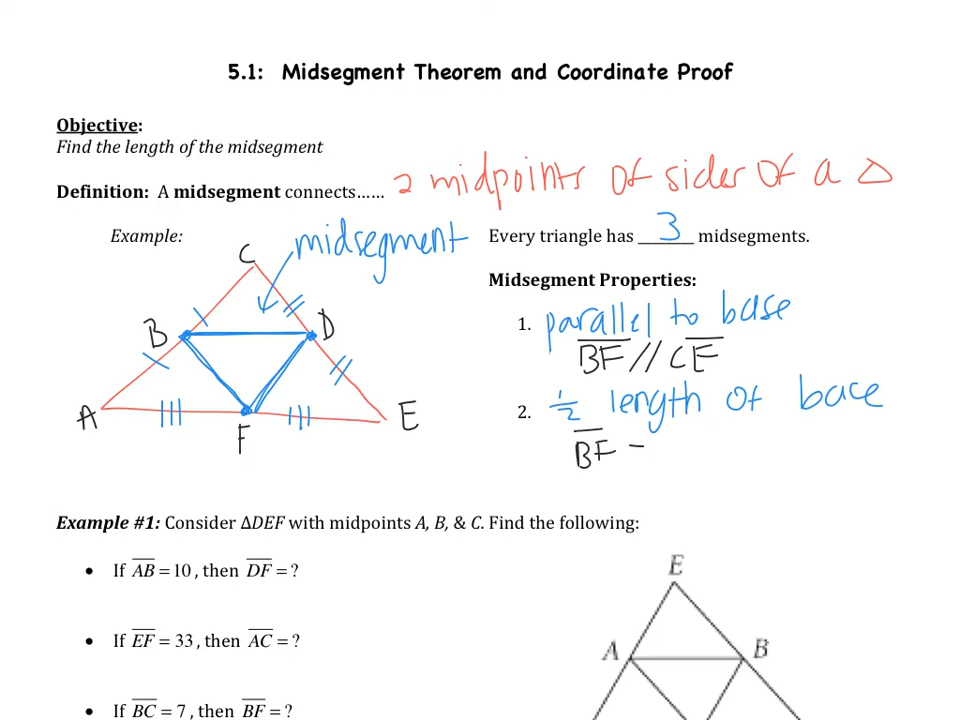 5.1: Midsegment Theorem and Coordinate Proof
Objective:
Find the length of the midsegment
Definition: A midsegment connects...... 2 midpoints of sides of a Δ
Example:
midsegment
Every triangle has 3 midsegments.
C
Midsegment Properties:
B
D
1. parallel to base
BF // CE
A
E
F
2. 1/2 length of base
BF =
Example #1: Consider ΔDEF with midpoints A, B, & C. Find the following:
• If AB = 10, then DF = ?
E
• If EF = 33, then AC = ?
A
B
• If BC = 7, then BF = ?